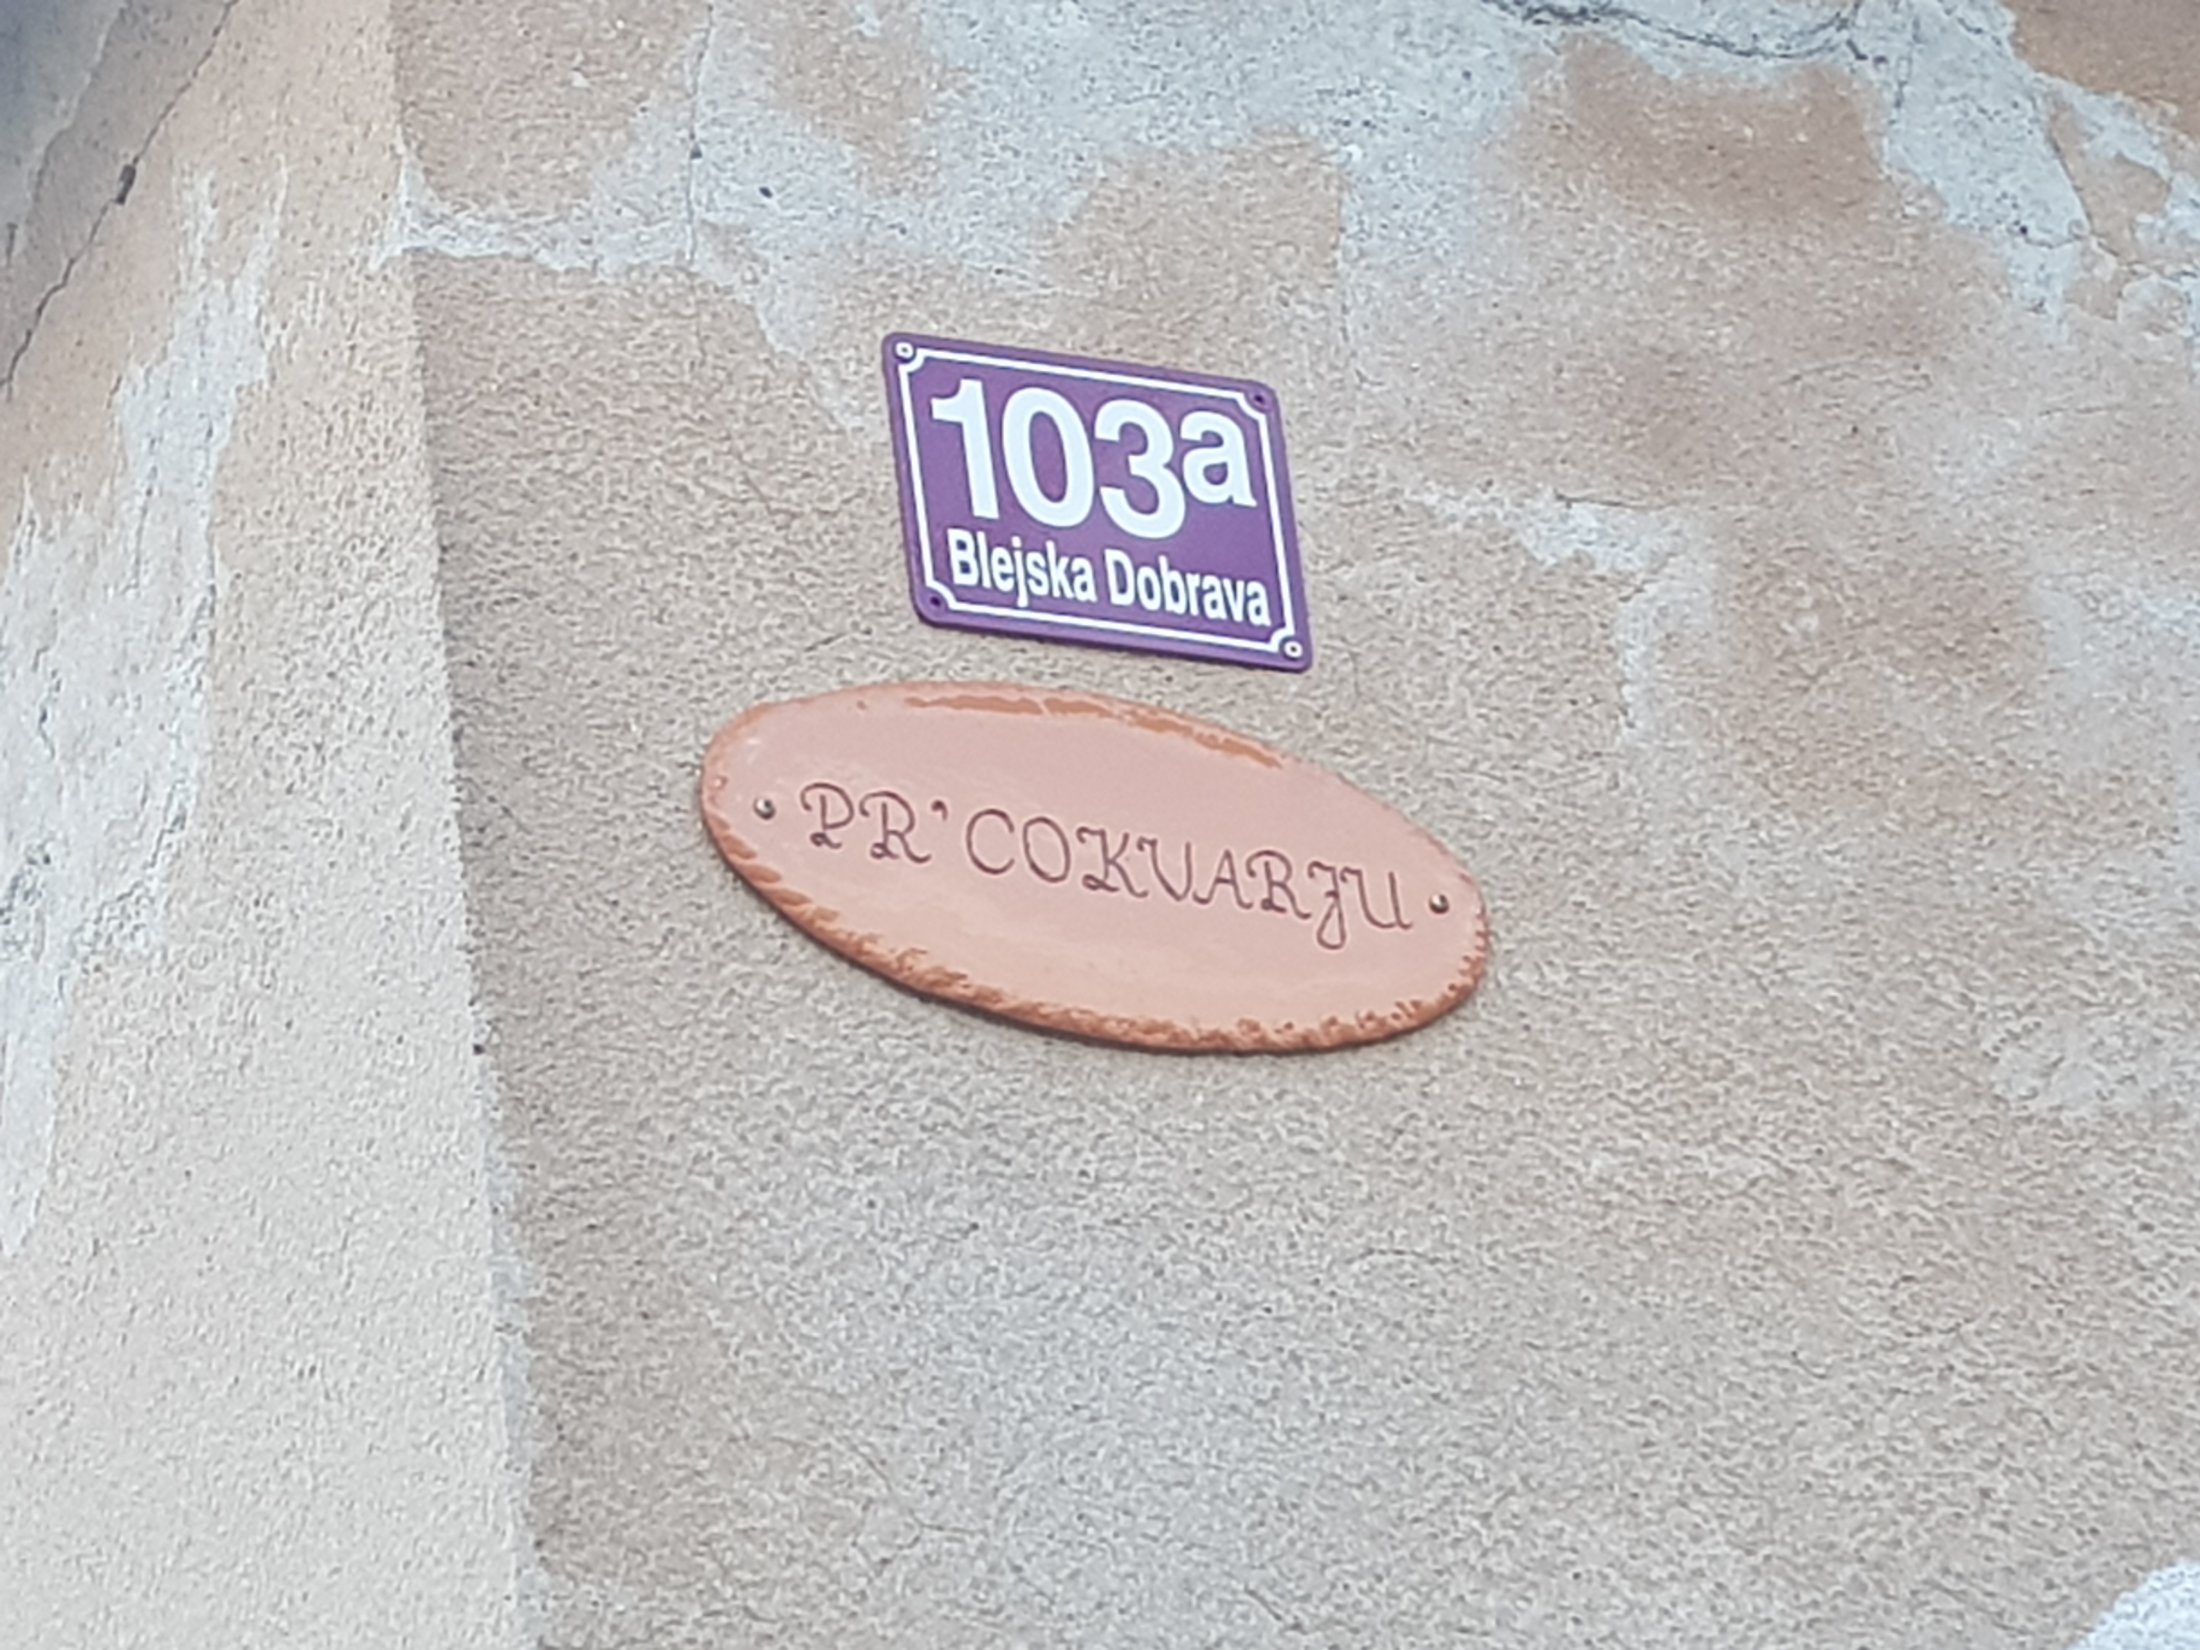 103a
Blejska Dobrava
PR' COKVARJU